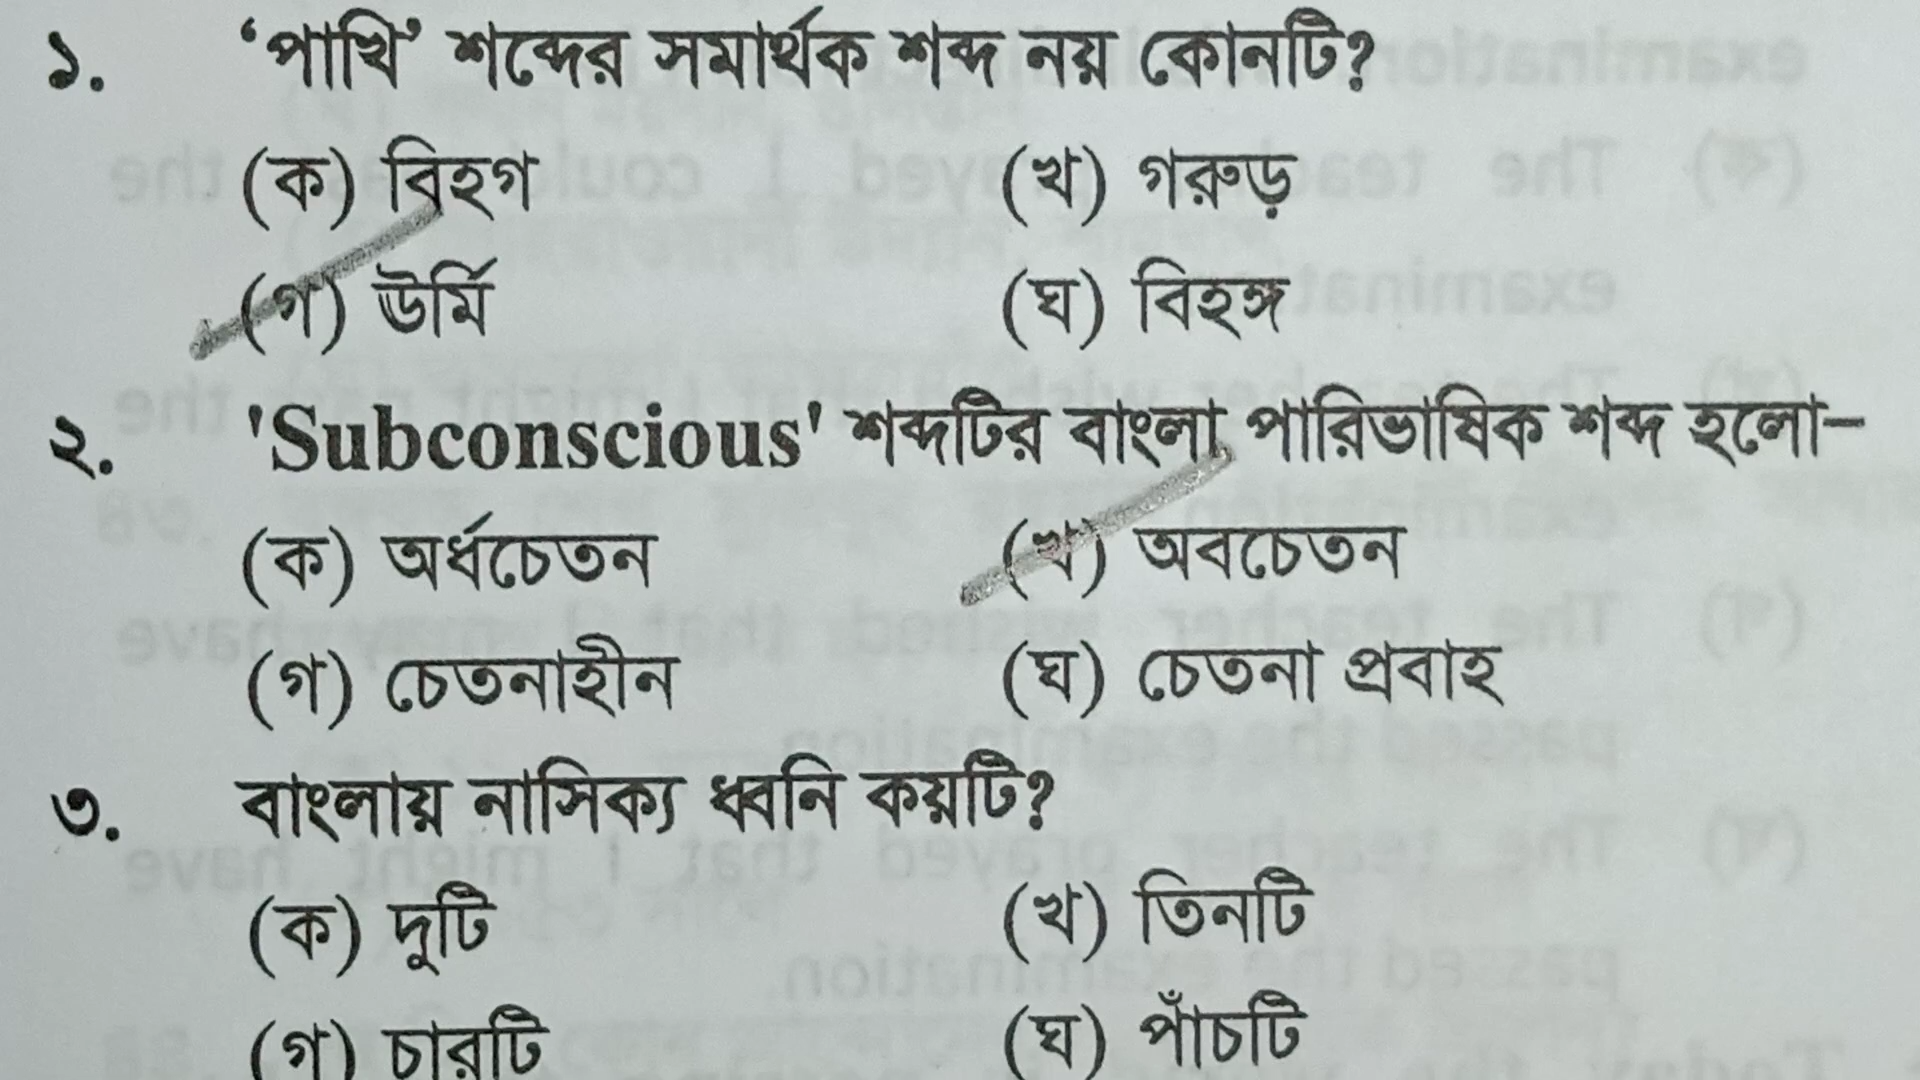 ১. ‘পাখি’ শব্দের সমার্থক শব্দ নয় কোনটি?
(ক) বিহগ (খ) গরুড়
(গ) ঊর্মি (ঘ) বিহঙ্গ
২. 'Subconscious' শব্দটির বাংলা পারিভাষিক শব্দ হলো–
(ক) অর্ধচেতন (খ) অবচেতন
(গ) চেতনাহীন (ঘ) চেতনা প্রবাহ
৩. বাংলায় নাসিক্য ধ্বনি কয়টি?
(ক) দুটি (খ) তিনটি
(গ) চারটি (ঘ) পাঁচটি